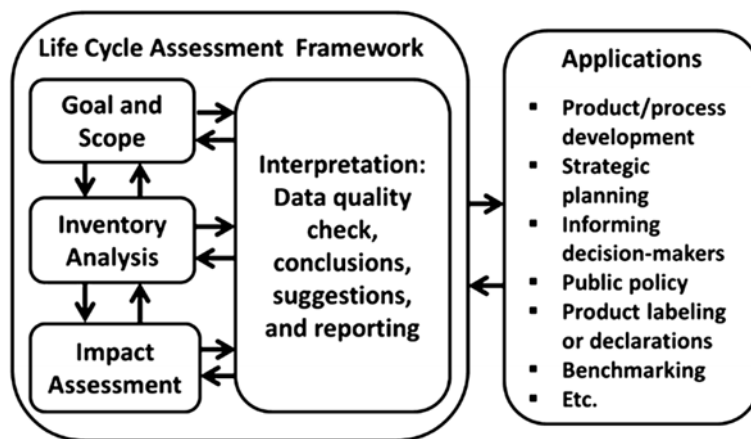 Life Cycle Assessment Framework
Goal and
Scope
Inventory
Analysis
Impact
Assessment
Interpretation:
Data quality
check,
conclusions,
suggestions,
and reporting
Applications
▪ Product/process
development
▪ Strategic
planning
▪ Informing
decision-makers
▪ Public policy
▪ Product labeling
or declarations
▪ Benchmarking
▪ Etc.